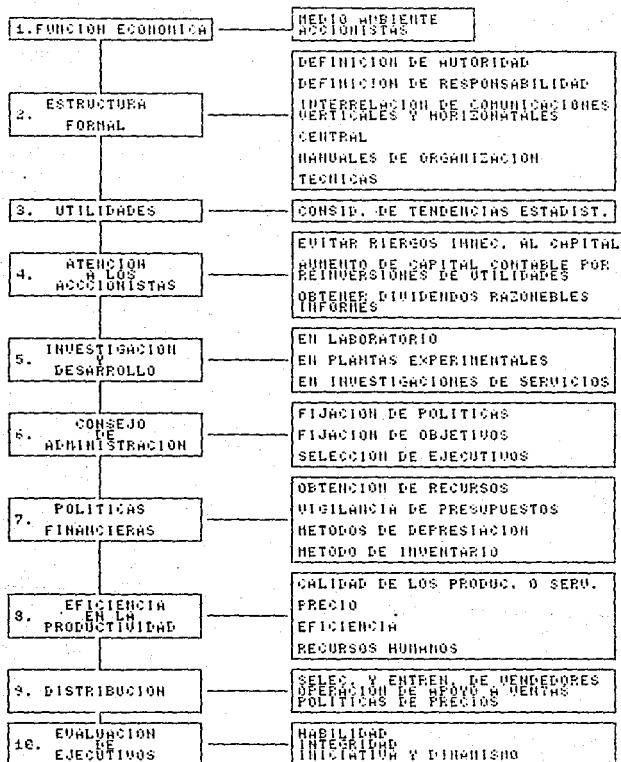 1.FUNCION ECONOMICA
MEDIO AMBIENTE
ACCIONISTAS
2. ESTRUCTURA
FORMAL
DEFINICION DE AUTORIDAD
DEFINICION DE RESPONSABILIDAD
INTERRELACION DE COMUNICACIONES
VERTICALES Y HORIZONATALES
CENTRAL
MANUALES DE ORGANIZACION
TECNICAS
3. UTILIDADES
CONSID. DE TENDENCIAS ESTADIST.
4. ATENCION
A LOS
ACCCIONISTAS
EVITAR RIERGOS INNEC. AL CAPITAL
AUMENTO DE CAPITAL CONTABLE POR
REINVERSIONES DE UTILIDADES
OBTENER DIVIDENDOS RAZONEBLES
INFORMES
5. INVESTIGACION
Y
DESARROLLO
EN LABORATORIO
EN PLANTAS EXPERIMENTALES
EN INVESTIGACIONES DE SERVICIOS
6. CONSEJO
DE
ADMINISTRACION
FIJACION DE POLITICAS
FIJACION DE OBJETIVOS
SELECCION DE EJECUTIVOS
7. POLITICAS
FINANCIERAS
OBTENCION DE RECURSOS
VIGILANCIA DE PRESUPUESTOS
METODOS DE DEPRESIACION
METODO DE INVENTARIO
8. EFICIENCIA
EN LA
PRODUCTIVIDAD
CALIDAD DE LOS PRODUC. O SERV.
PRECIO
EFICIENCIA
RECURSOS HUMANOS
9. DISTRIBUCION
SELEC. Y ENTREN. DE VENDEDORES
OPERACION DE APOYO A VENTAS
POLITICAS DE PRECIOS
10. EVALUACION
DE
EJECUTIVOS
HABILIDAD
INTEGRIDAD
INICIATIVA Y DINAMISMO